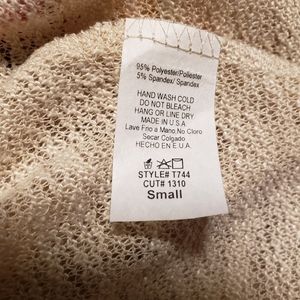 95% Polyester/Poliester
5% Spandex/ Spandex
HAND WASH COLD
DO NOT BLEACH
HANG OR LINE DRY
MADE IN U.S.A
Lave Frio a Mano,No Cloro
Secar Colgado
HECHO EN E.U.A.
STYLE# T744
CUT# 1310
Small